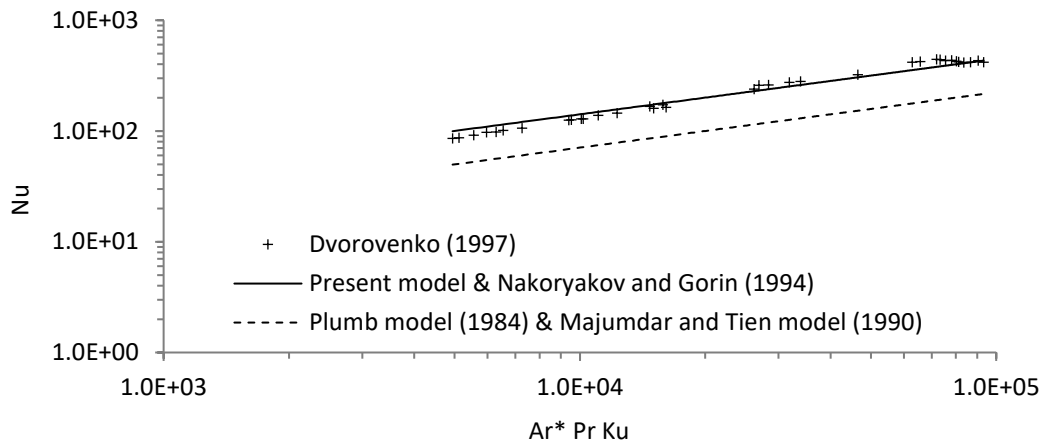 1.0E+03
1.0E+02
1.0E+01
1.0E+00
Nu
Dvorovenko (1997)
Present model & Nakoryakov and Gorin (1994)
Plumb model (1984) & Majumdar and Tien model (1990)
1.0E+03 1.0E+04 1.0E+05
Ar* Pr Ku